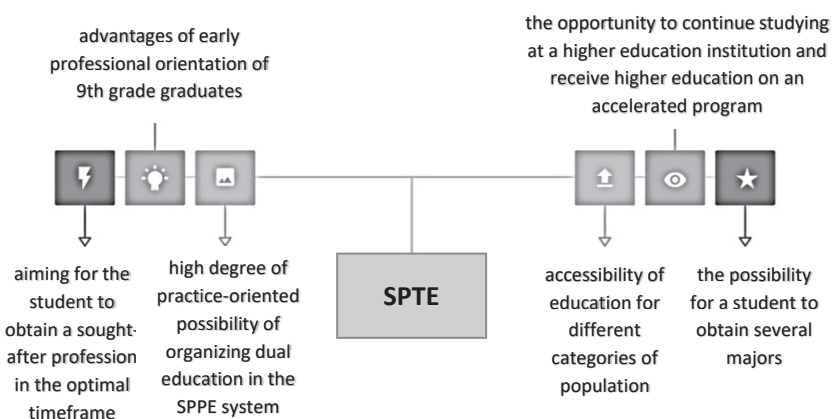 advantages of early
professional orientation of
9th grade graduates
the opportunity to continue studying
at a higher education institution and
receive higher education on an
accelerated program
aiming for the
student to
obtain a sought-
after profession
in the optimal
timeframe
high degree of
practice-oriented
possibility of
organizing dual
education in the
SPPE system
SPTE
accessibility of
education for
different
categories of
population
the possibility
for a student to
obtain several
majors